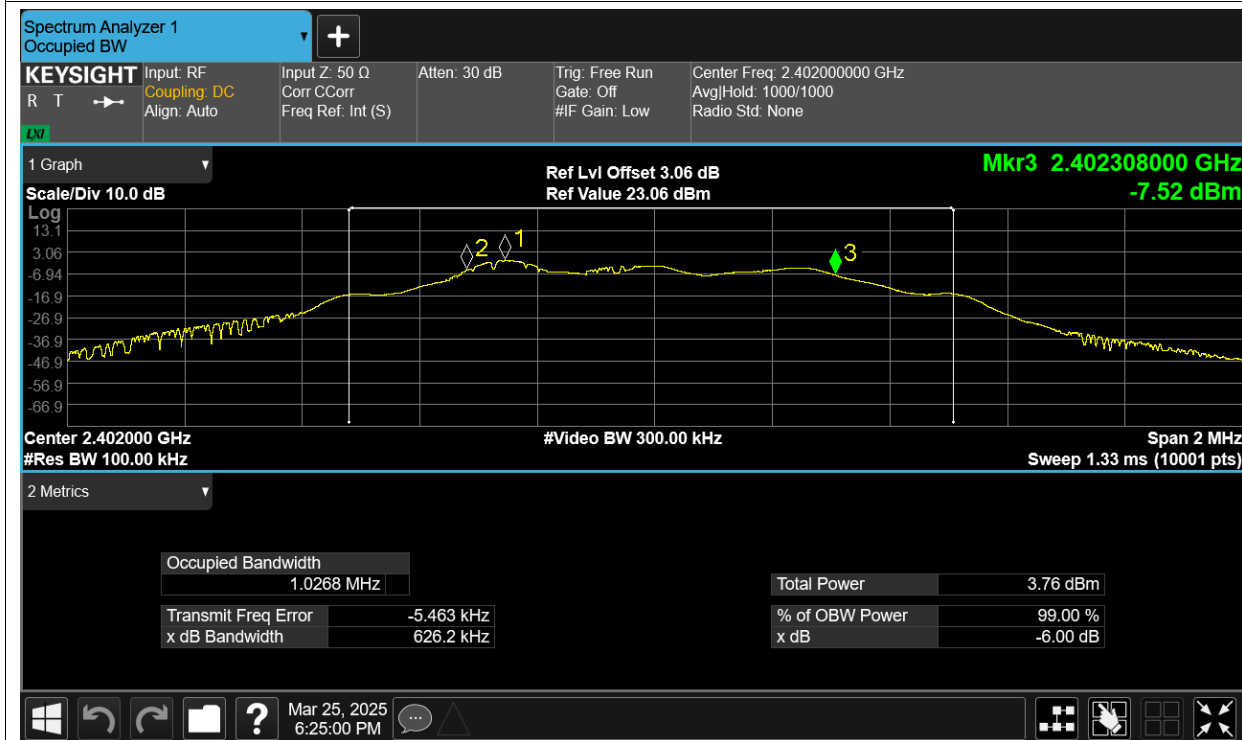 Spectrum Analyzer 1
Occupied BW
+
KEYSIGHT
R T
LXI
Input: RF
Coupling: DC
Align: Auto
Input Z: 50 Ω
Corr CCorr
Freq Ref: Int (S)
Atten: 30 dB
Trig: Free Run
Gate: Off
#IF Gain: Low
Center Freq: 2.402000000 GHz
Avg|Hold: 1000/1000
Radio Std: None
1 Graph
Scale/Div 10.0 dB
Ref Lvl Offset 3.06 dB
Ref Value 23.06 dBm
Mkr3 2.402308000 GHz
-7.52 dBm
Log
13.1
3.06
-6.94
-16.9
-26.9
-36.9
-46.9
-56.9
-66.9
2
1
3
Center 2.402000 GHz
#Res BW 100.00 kHz
#Video BW 300.00 kHz
Span 2 MHz
Sweep 1.33 ms (10001 pts)
2 Metrics
Occupied Bandwidth
1.0268 MHz
Transmit Freq Error -5.463 kHz
x dB Bandwidth 626.2 kHz
Total Power 3.76 dBm
% of OBW Power 99.00 %
x dB -6.00 dB
?
Mar 25, 2025
6:25:00 PM